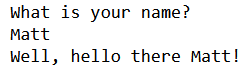 What is your name?
Matt
Well, hello there Matt!